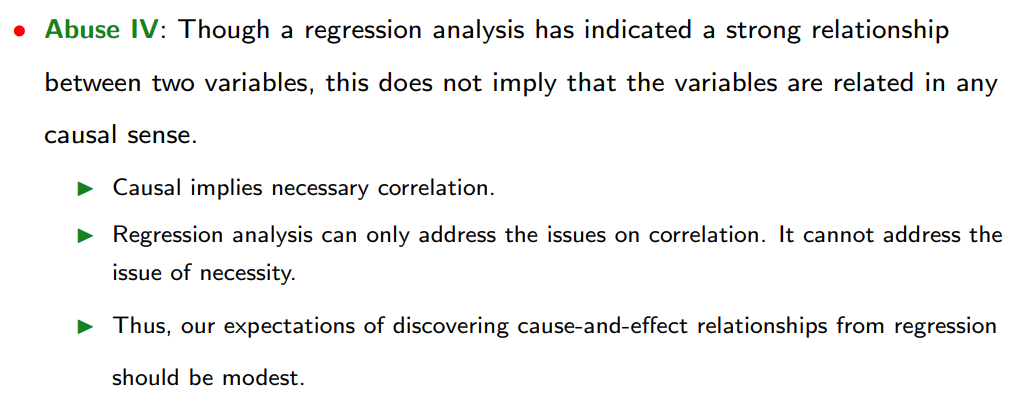 • Abuse IV: Though a regression analysis has indicated a strong relationship
between two variables, this does not imply that the variables are related in any
causal sense.
▶ Causal implies necessary correlation.
▶ Regression analysis can only address the issues on correlation. It cannot address the
issue of necessity.
▶ Thus, our expectations of discovering cause-and-effect relationships from regression
should be modest.